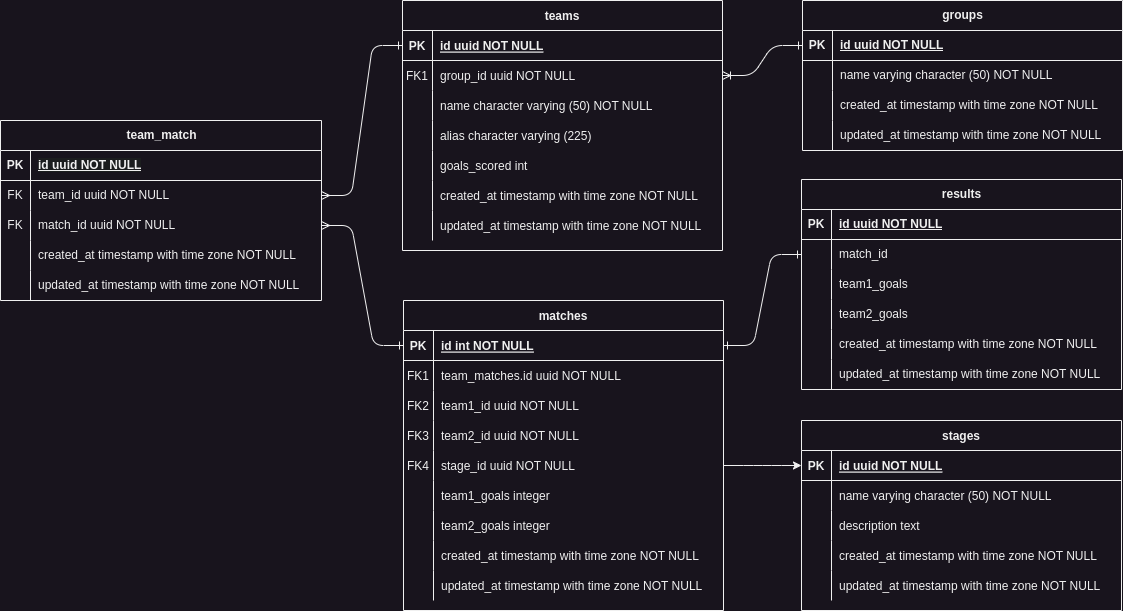 teams
PK id uuid NOT NULL
FK1 group_id uuid NOT NULL
name character varying (50) NOT NULL
alias character varying (225)
goals_scored int
created_at timestamp with time zone NOT NULL
updated_at timestamp with time zone NOT NULL
groups
PK id uuid NOT NULL
name varying character (50) NOT NULL
created_at timestamp with time zone NOT NULL
updated_at timestamp with time zone NOT NULL
team_match
PK id uuid NOT NULL
FK team_id uuid NOT NULL
FK match_id uuid NOT NULL
created_at timestamp with time zone NOT NULL
updated_at timestamp with time zone NOT NULL
results
PK id uuid NOT NULL
match_id
team1_goals
team2_goals
created_at timestamp with time zone NOT NULL
updated_at timestamp with time zone NOT NULL
matches
PK id int NOT NULL
FK1 team_matches.id uuid NOT NULL
FK2 team1_id uuid NOT NULL
FK3 team2_id uuid NOT NULL
FK4 stage_id uuid NOT NULL
team1_goals integer
team2_goals integer
created_at timestamp with time zone NOT NULL
updated_at timestamp with time zone NOT NULL
stages
PK id uuid NOT NULL
name varying character (50) NOT NULL
description text
created_at timestamp with time zone NOT NULL
updated_at timestamp with time zone NOT NULL